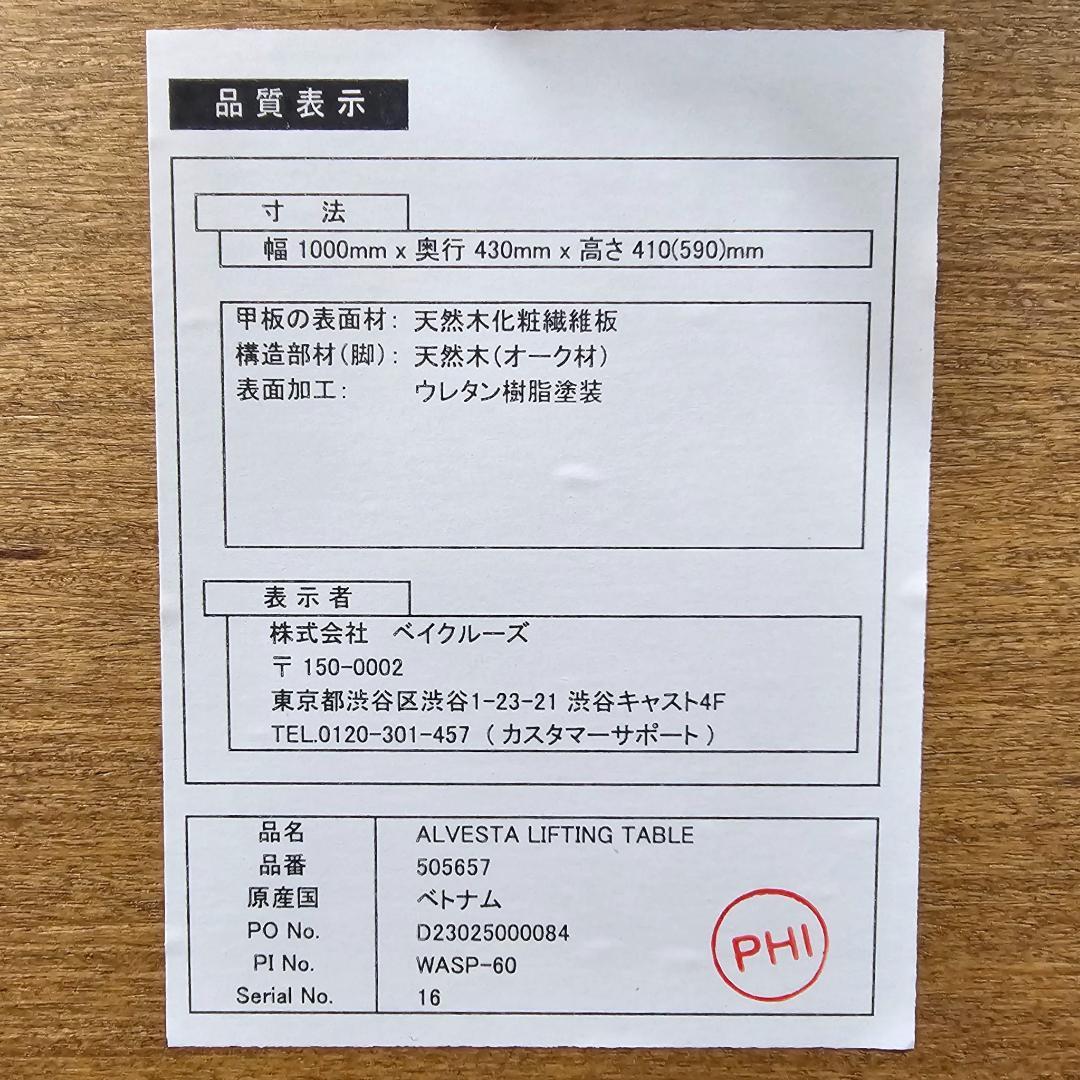 品質表示
寸 法
幅 1000mm x 奥行 430mm x 高さ 410(590)mm
甲板の表面材: 天然木化粧繊維板
構造部材(脚): 天然木(オーク材)
表面加工: ウレタン樹脂塗装
表示者
株式会社 ベイクルーズ
〒 150-0002
東京都渋谷区渋谷1-23-21 渋谷キャスト4F
TEL.0120-301-457 ( カスタマーサポート )
品名 ALVESTA LIFTING TABLE
品番 505657
原産国 ベトナム
PO No. D23025000084
PI No. WASP-60
Serial No. 16
PHI